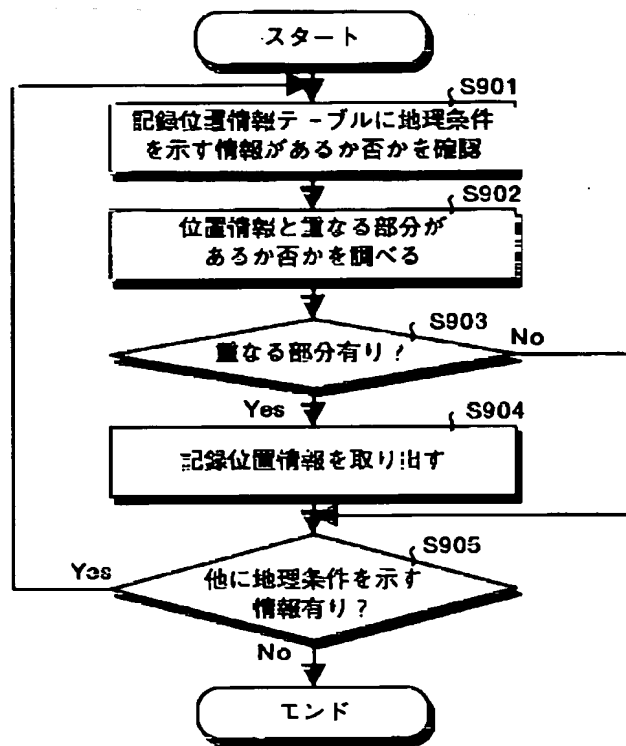 スタート
S901
記録位置情報テーブルに地理条件
を示す情報があるか否かを確認
S902
位置情報と重なる部分が
あるか否かを調べる
S903
重なる部分有り?
No
Yes
S904
記録位置情報を取り出す
S905
Yes
他に地理条件を示す
情報有り?
No
エンド